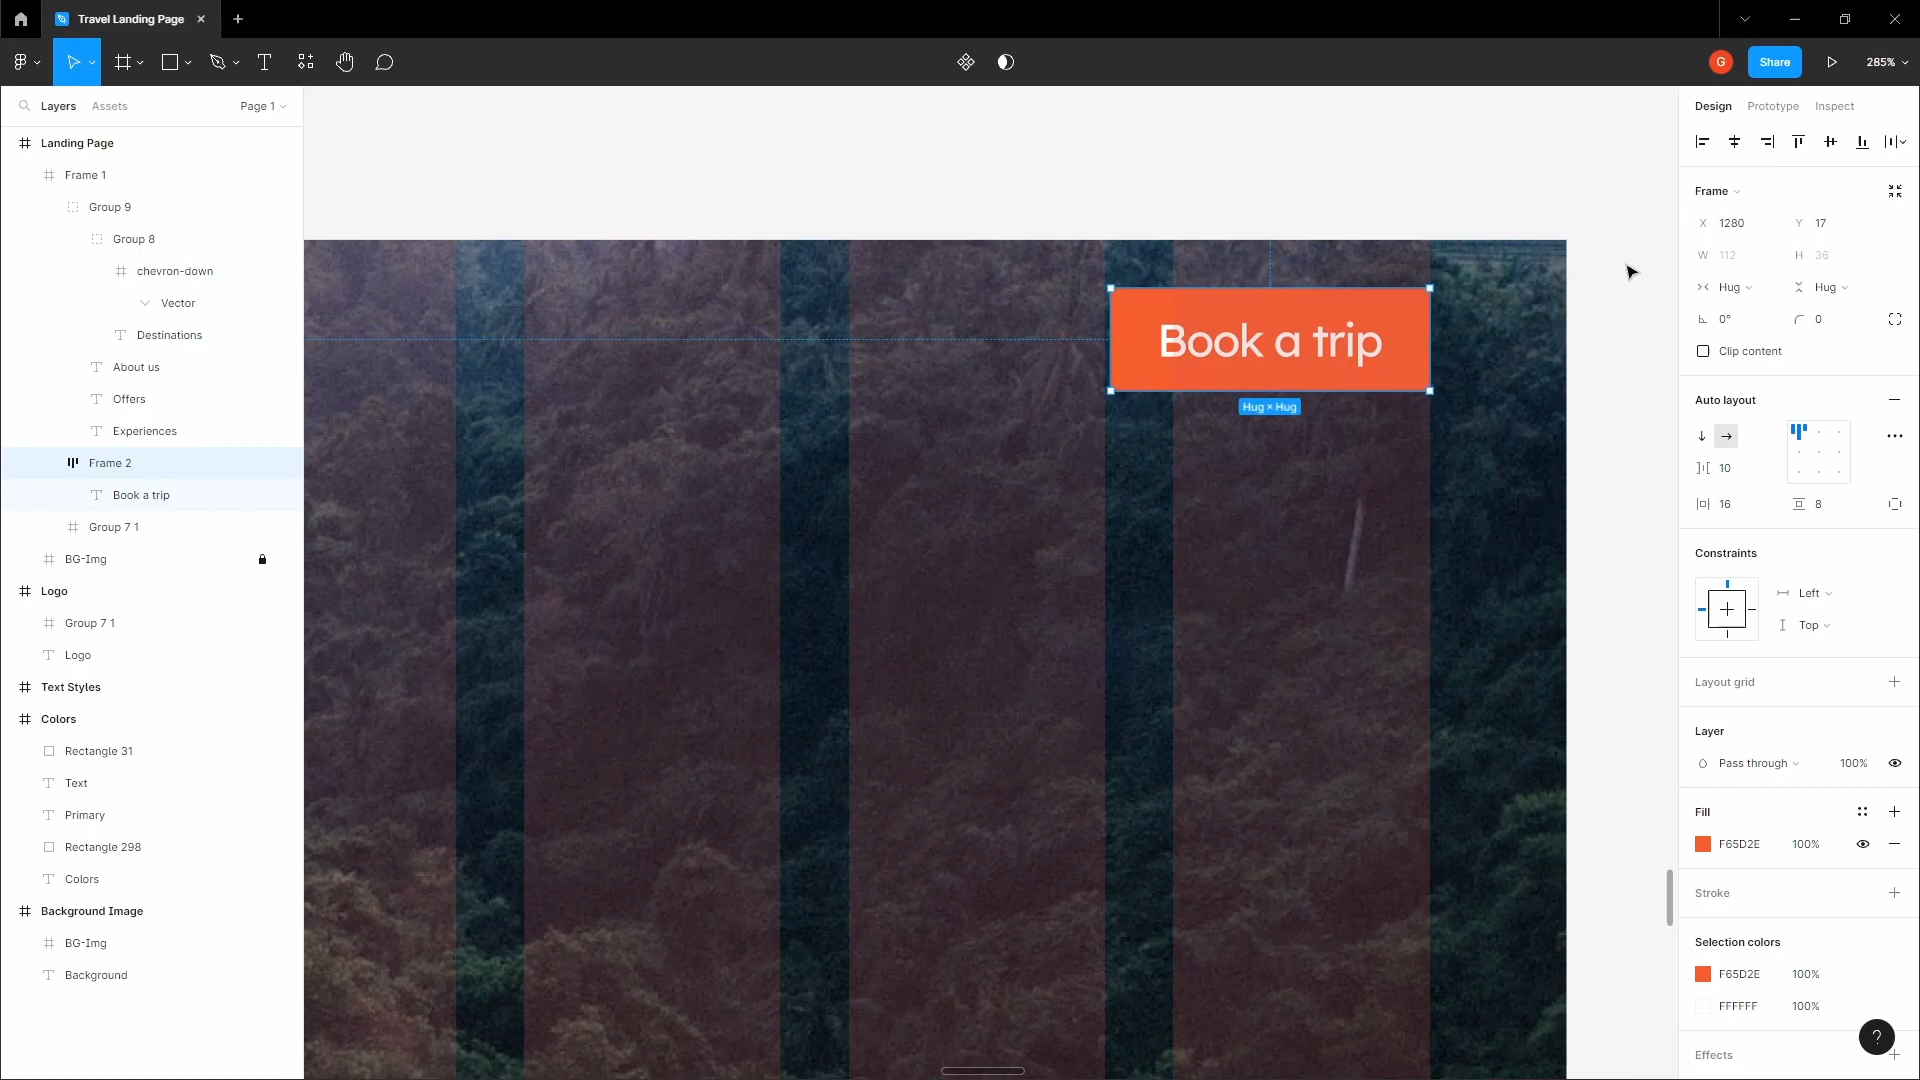 Travel Landing Page
G
Share
285%
Layers
Assets
Page 1
Design
Prototype
Inspect
Landing Page
Frame 1
Group 9
Group 8
chevron-down
Vector
Destinations
About us
Offers
Experiences
Frame 2
Book a trip
Group 7 1
BG-Img
Logo
Group 7 1
Logo
Text Styles
Colors
Rectangle 31
Text
Primary
Rectangle 298
Colors
Background Image
BG-Img
Background
Book a trip
Hug × Hug
Frame
X 1280 Y 17
W 112 H 36
Hug Hug
0° 0
Clip content
Auto layout
10
16 8
Constraints
Left
Top
Layout grid
Layer
Pass through 100%
Fill
F65D2E 100%
Stroke
Selection colors
F65D2E 100%
FFFFFF 100%
Effects
?